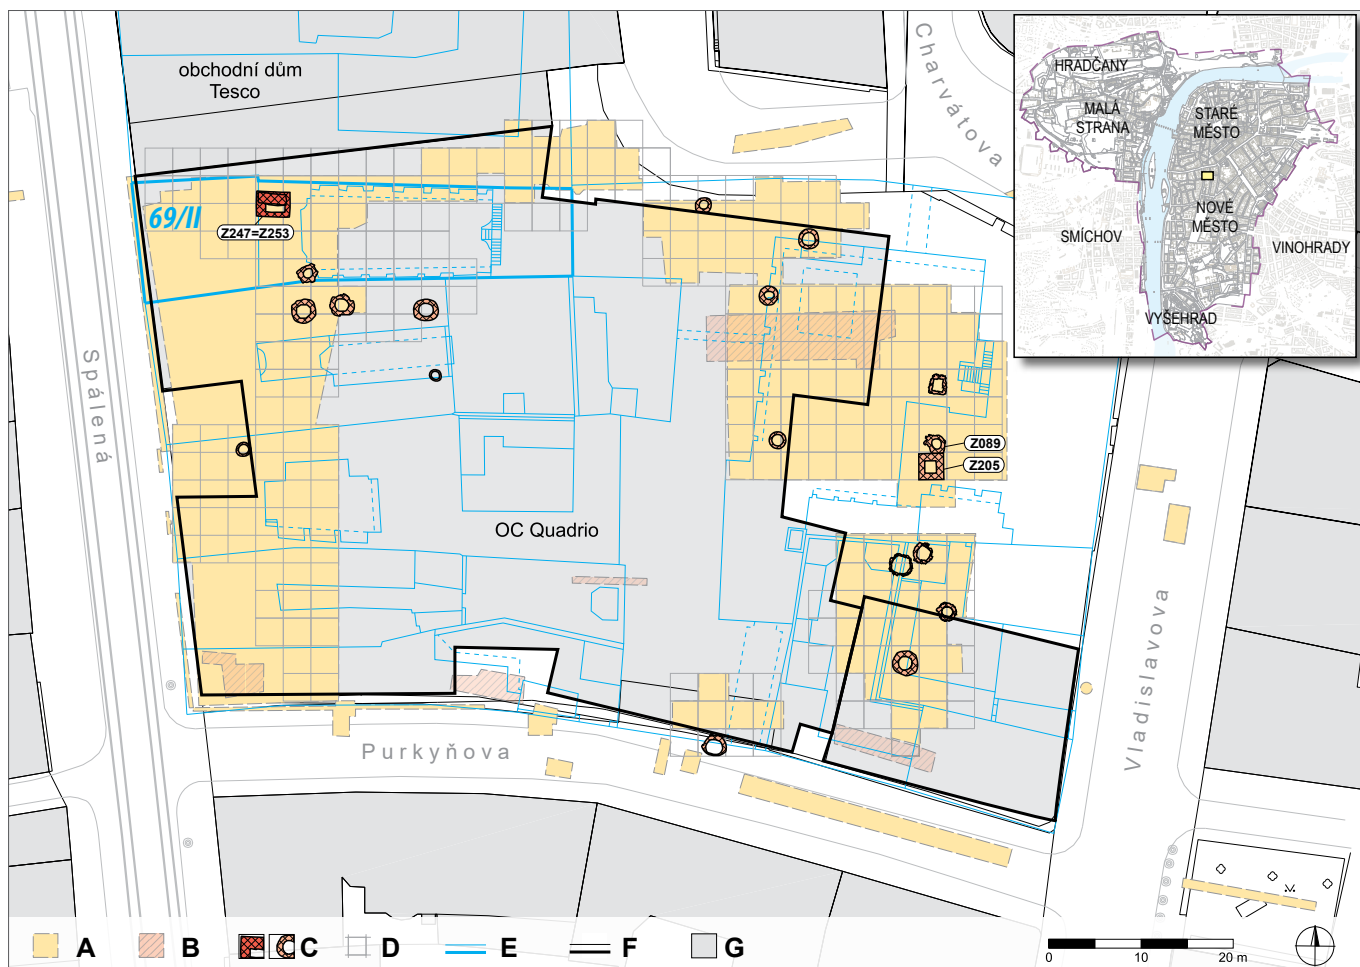 obchodní dům
Tesco
Charvátova
HRADČANY
MALÁ
STRANA
STARÉ
MĚSTO
NOVÉ
MĚSTO
SMÍCHOV
VINOHRADY
VYŠEHRAD
69/II
Z247=Z253
Spálená
Z089
Z205
OC Quadrio
Purkyňova
Vladislavova
A B C D E F G
0 10 20 m